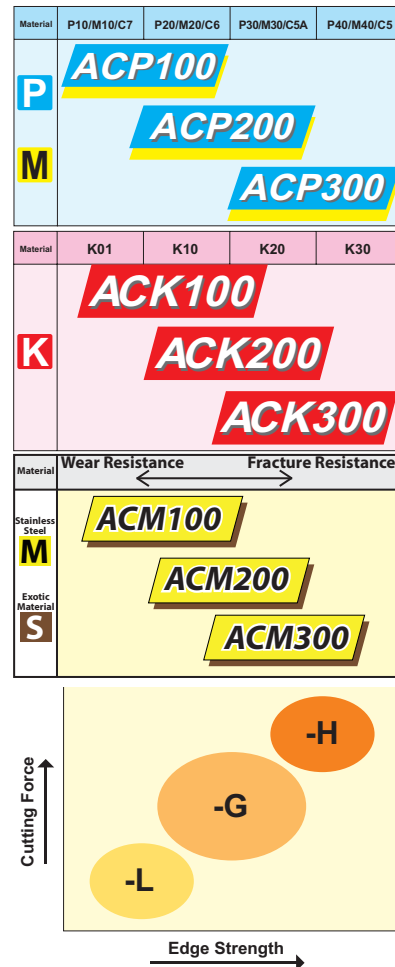 Material P10/M10/C7 P20/M20/C6 P30/M30/C5A P40/M40/C5
ACP100
P
ACP200
M
ACP300
Material K01 K10 K20 K30
ACK100
K
ACK200
ACK300
Material Wear Resistance Fracture Resistance
Stainless
Steel
M
ACM100
ACM200
Exotic
Material
S
ACM300
-H
-G
-L
Cutting Force
Edge Strength